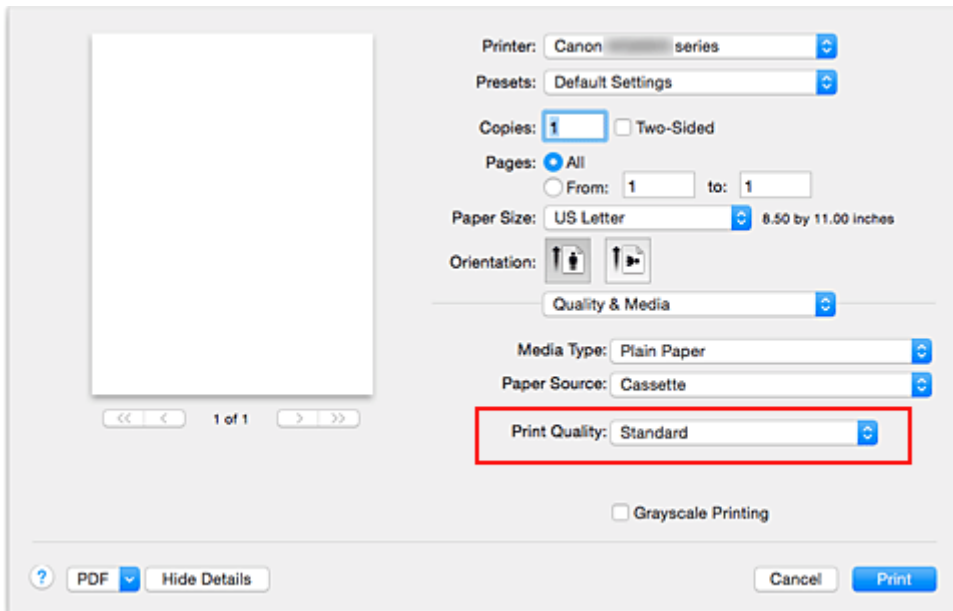 Printer: Canon series
Presets: Default Settings
Copies: 1 Two-Sided
Pages: All
From: 1 to: 1
Paper Size: US Letter 8.50 by 11.00 inches
Orientation:
Quality & Media
Media Type: Plain Paper
Paper Source: Cassette
<< < 1 of 1 > >>
Print Quality: Standard
Grayscale Printing
? PDF Hide Details Cancel Print